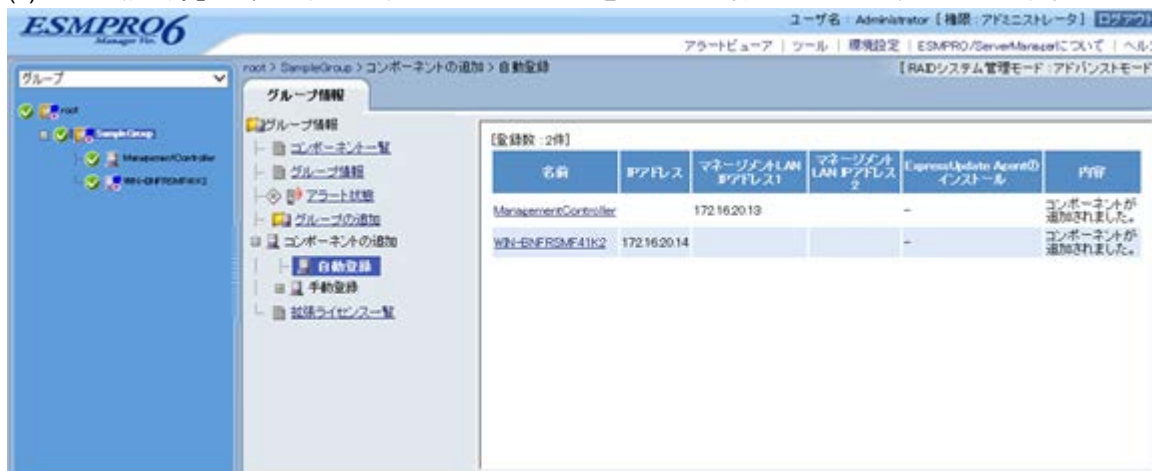 ESMPRO6
Manager Ver.
ユーザ名 : Administrator [ 権限 : アドミニストレータ ] ログアウト
アラートビューア | ツール | 環境設定 | ESMPRO/ServerManagerについて | ヘル
グループ
root
SampleGroup
ManagementController
WIN-BNFRSMF41K2
root > SampleGroup > コンポーネントの追加 > 自動登録
[ RAIDシステム管理モード : アドバンストモード
グループ情報
グループ情報
コンポーネント一覧
グループ情報
アラート状態
グループの追加
コンポーネントの追加
自動登録
手動登録
拡張ライセンス一覧
[登録数 : 2件]
名前 IPアドレス マネージメントLAN IPアドレス1 マネージメントLAN IPアドレス2 ExpressUpdate Agentのインストール 内容
ManagementController 172.16.20.13 – コンポーネントが追加されました。
WIN-BNFRSMF41K2 172.16.20.14 – コンポーネントが追加されました。